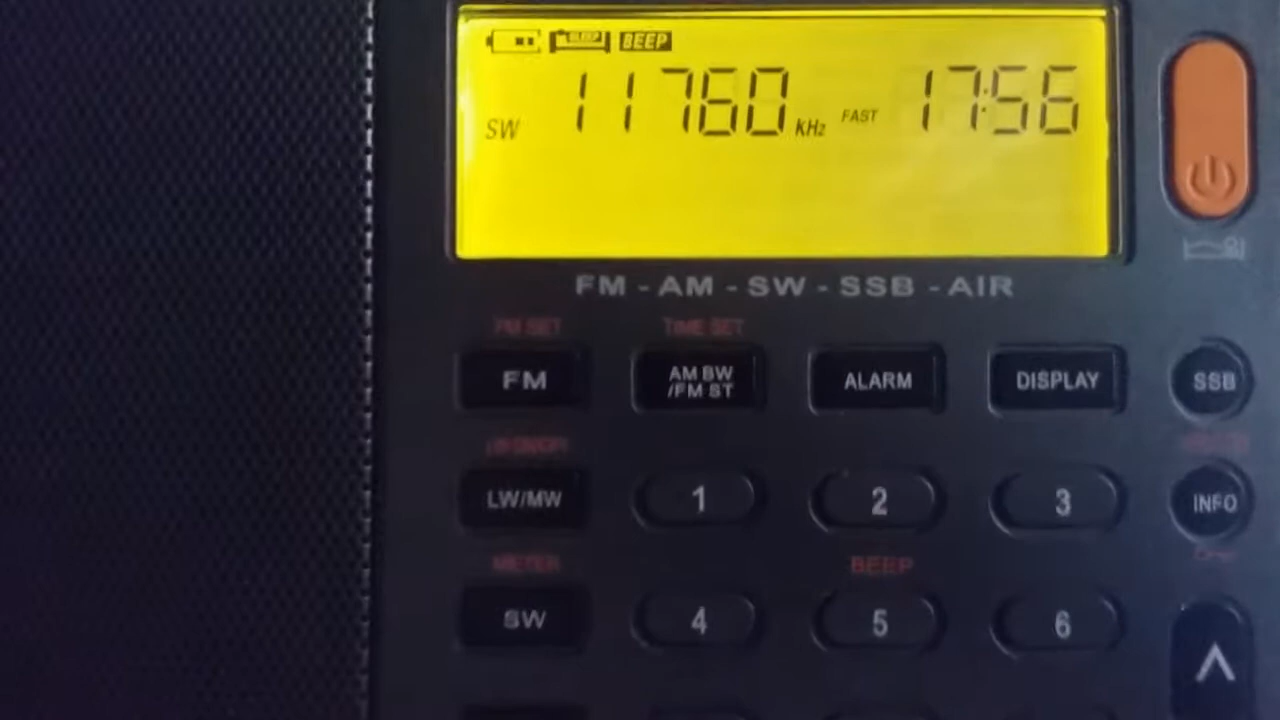 SLEEP BEEP
SW 11760 kHz FAST 17:56
FM - AM - SW - SSB - AIR
FM SET TIME SET
FM AM BW /FM ST ALARM DISPLAY SSB
LW/MW 1 2 3 INFO
METER BEEP
SW 4 5 6